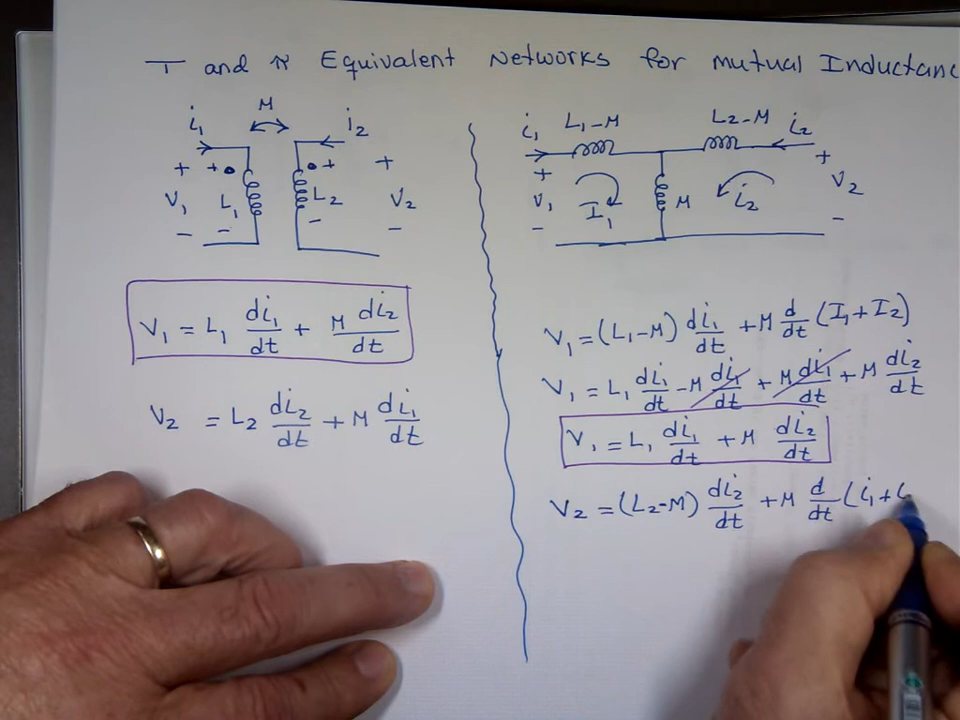 T and π Equivalent Networks for mutual Inductanc
M
i₁ i₂
+ +• •+ +
V₁ L₁ L₂ V₂
- - - -
i₁ L₁-M L₂-M i₂
+ +
V₁ I₁ M i₂ V₂
- -
V₁ = L₁ di₁/dt + M di₂/dt
V₂ = L₂ di₂/dt + M di₁/dt
V₁ = (L₁-M) di₁/dt + M d/dt (I₁+I₂)
V₁ = L₁ di₁/dt - M di₁/dt + M di₁/dt + M di₂/dt
V₁ = L₁ di₁/dt + M di₂/dt
V₂ = (L₂-M) di₂/dt + M d/dt (i₁+i